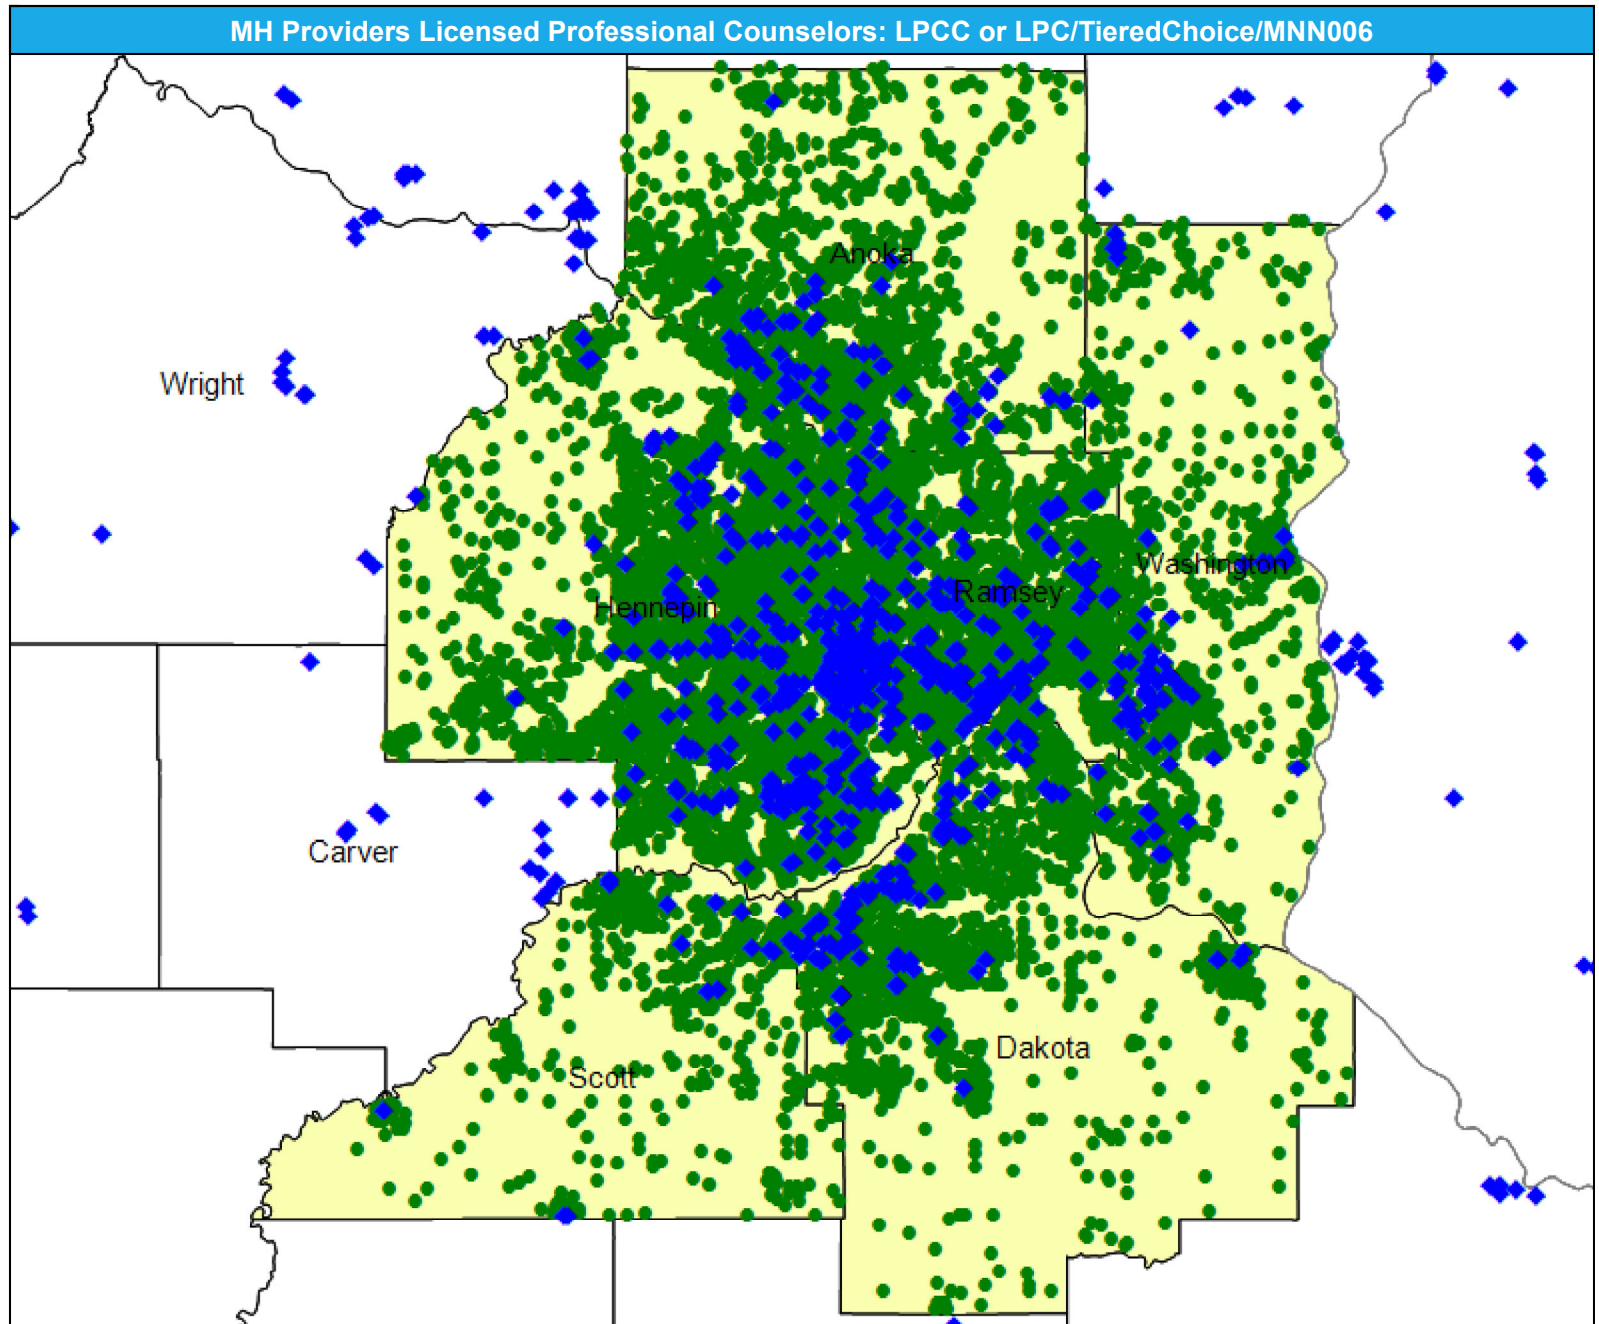 MH Providers Licensed Professional Counselors: LPCC or LPC/TieredChoice/MNN006
Anoka
Wright
Washington
Ramsey
Hennepin
Carver
Dakota
Scott